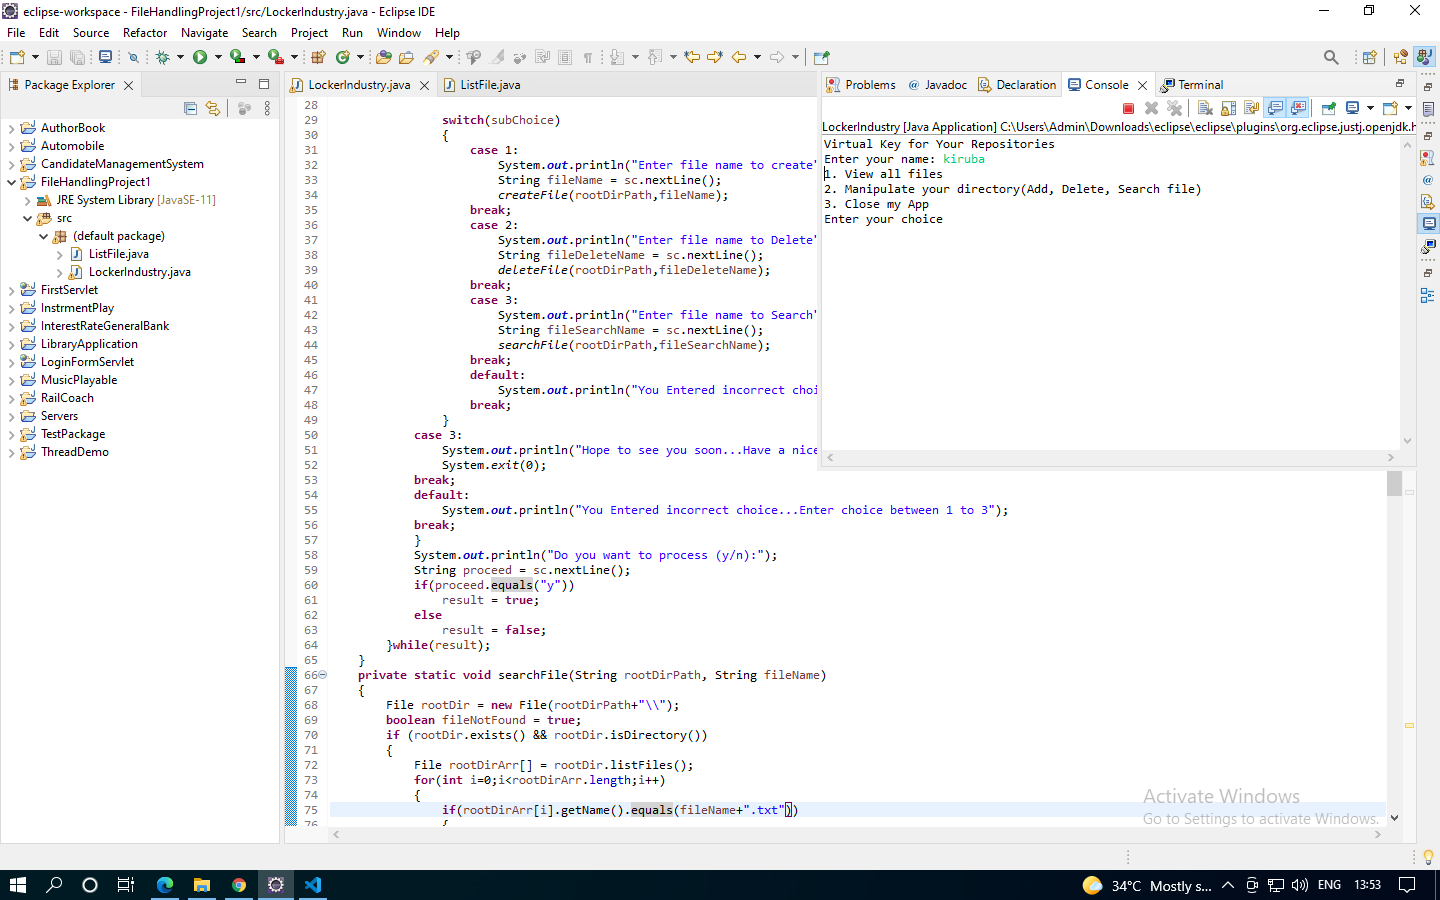 eclipse-workspace - FileHandlingProject1/src/LockerIndustry.java - Eclipse IDE
File Edit Source Refactor Navigate Search Project Run Window Help
Package Explorer
AuthorBook
Automobile
CandidateManagementSystem
FileHandlingProject1
JRE System Library [JavaSE-11]
src
(default package)
ListFile.java
LockerIndustry.java
FirstServlet
InstrmentPlay
InterestRateGeneralBank
LibraryApplication
LoginFormServlet
MusicPlayable
RailCoach
Servers
TestPackage
ThreadDemo
LockerIndustry.java ListFile.java
28
29 switch(subChoice)
30 {
31 case 1:
32 System.out.println("Enter file name to create"
33 String fileName = sc.nextLine();
34 createFile(rootDirPath,fileName);
35 break;
36 case 2:
37 System.out.println("Enter file name to Delete"
38 String fileDeleteName = sc.nextLine();
39 deleteFile(rootDirPath,fileDeleteName);
40 break;
41 case 3:
42 System.out.println("Enter file name to Search"
43 String fileSearchName = sc.nextLine();
44 searchFile(rootDirPath,fileSearchName);
45 break;
46 default:
47 System.out.println("You Entered incorrect choi
48 break;
49 }
50 case 3:
51 System.out.println("Hope to see you soon...Have a nice
52 System.exit(0);
53 break;
54 default:
55 System.out.println("You Entered incorrect choice...Enter choice between 1 to 3");
56 break;
57 }
58 System.out.println("Do you want to process (y/n):");
59 String proceed = sc.nextLine();
60 if(proceed.equals("y"))
61 result = true;
62 else
63 result = false;
64 }while(result);
65 }
66 private static void searchFile(String rootDirPath, String fileName)
67 {
68 File rootDir = new File(rootDirPath+"\\");
69 boolean fileNotFound = true;
70 if (rootDir.exists() && rootDir.isDirectory())
71 {
72 File rootDirArr[] = rootDir.listFiles();
73 for(int i=0;i<rootDirArr.length;i++)
74 {
75 if(rootDirArr[i].getName().equals(fileName+".txt"))
76 {
Problems Javadoc Declaration Console Terminal
LockerIndustry [Java Application] C:\Users\Admin\Downloads\eclipse\eclipse\plugins\org.eclipse.justj.openjdk.h
Virtual Key for Your Repositories
Enter your name: kiruba
1. View all files
2. Manipulate your directory(Add, Delete, Search file)
3. Close my App
Enter your choice
Activate Windows
Go to Settings to activate Windows.
34°C Mostly s... ENG 13:53